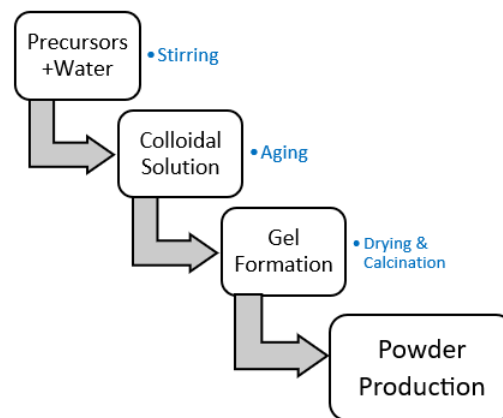 Precursors
+Water
• Stirring
Colloidal
Solution
• Aging
Gel
Formation
• Drying &
Calcination
Powder
Production